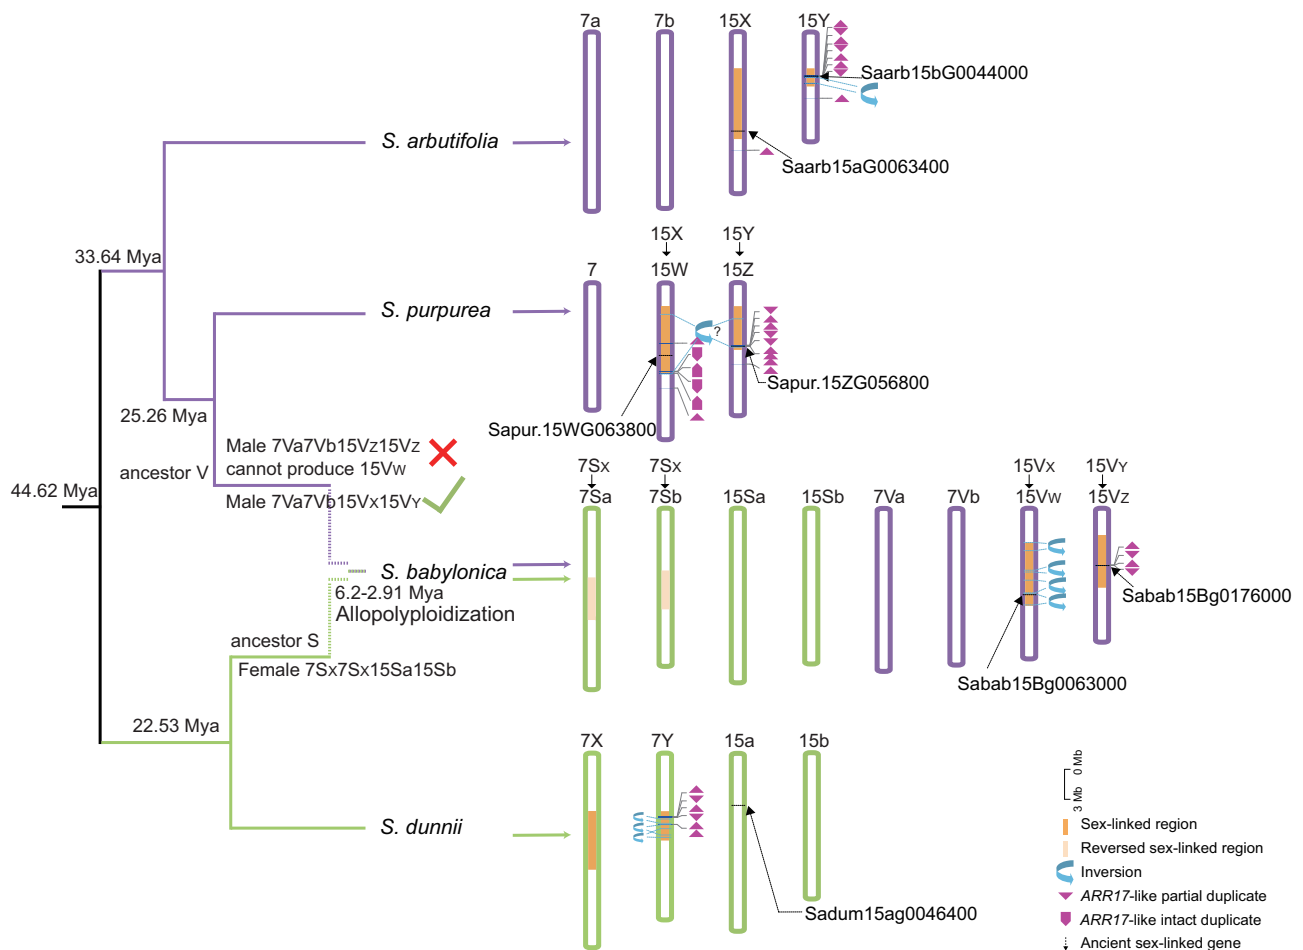 7a 7b 15X 15Y
Saarb15bG0044000
S. arbutifolia
Saarb15aG0063400
33.64 Mya
15X 15Y
7 15W 15Z
S. purpurea
?
Sapur.15ZG056800
Sapur.15WG063800
25.26 Mya
Male 7Va7Vb15Vz15Vz
cannot produce 15Vw
ancestor V
Male 7Va7Vb15Vx15Vy
44.62 Mya
7Sx 7Sx 15Vx 15Vy
7Sa 7Sb 15Sa 15Sb 7Va 7Vb 15Vw 15Vz
S. babylonica
6.2-2.91 Mya
Allopolyploidization
Sabab15Bg0176000
Sabab15Bg0063000
ancestor S
Female 7Sx7Sx15Sa15Sb
22.53 Mya
7X 7Y 15a 15b
S. dunnii
Sadum15ag0046400
3 Mb 0 Mb
Sex-linked region
Reversed sex-linked region
Inversion
ARR17-like partial duplicate
ARR17-like intact duplicate
Ancient sex-linked gene